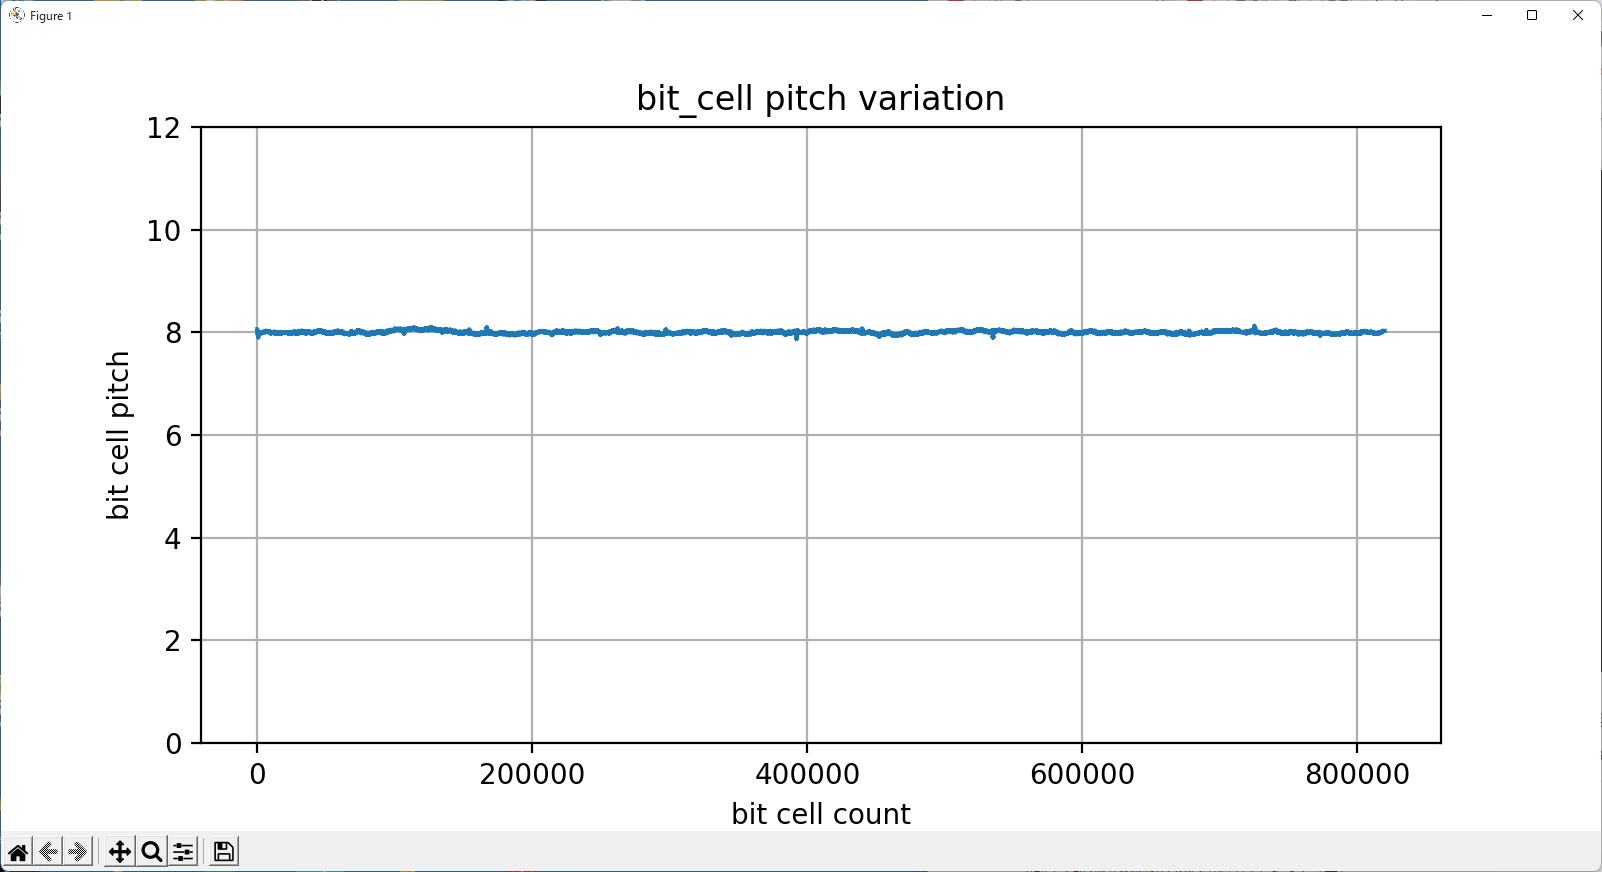 Figure 1
bit_cell pitch variation
12
10
8
6
4
2
0
bit cell pitch
0 200000 400000 600000 800000
bit cell count